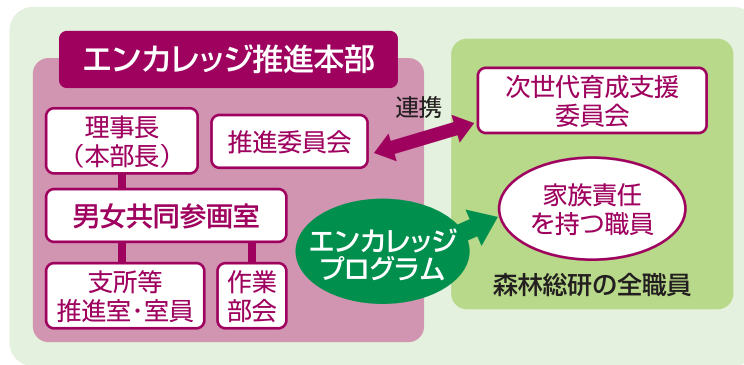 エンカレッジ推進本部
理事長
（本部長）
推進委員会
男女共同参画室
支所等
推進室・室員
作業
部会
連携
エンカレッジ
プログラム
次世代育成支援
委員会
家族責任
を持つ職員
森林総研の全職員